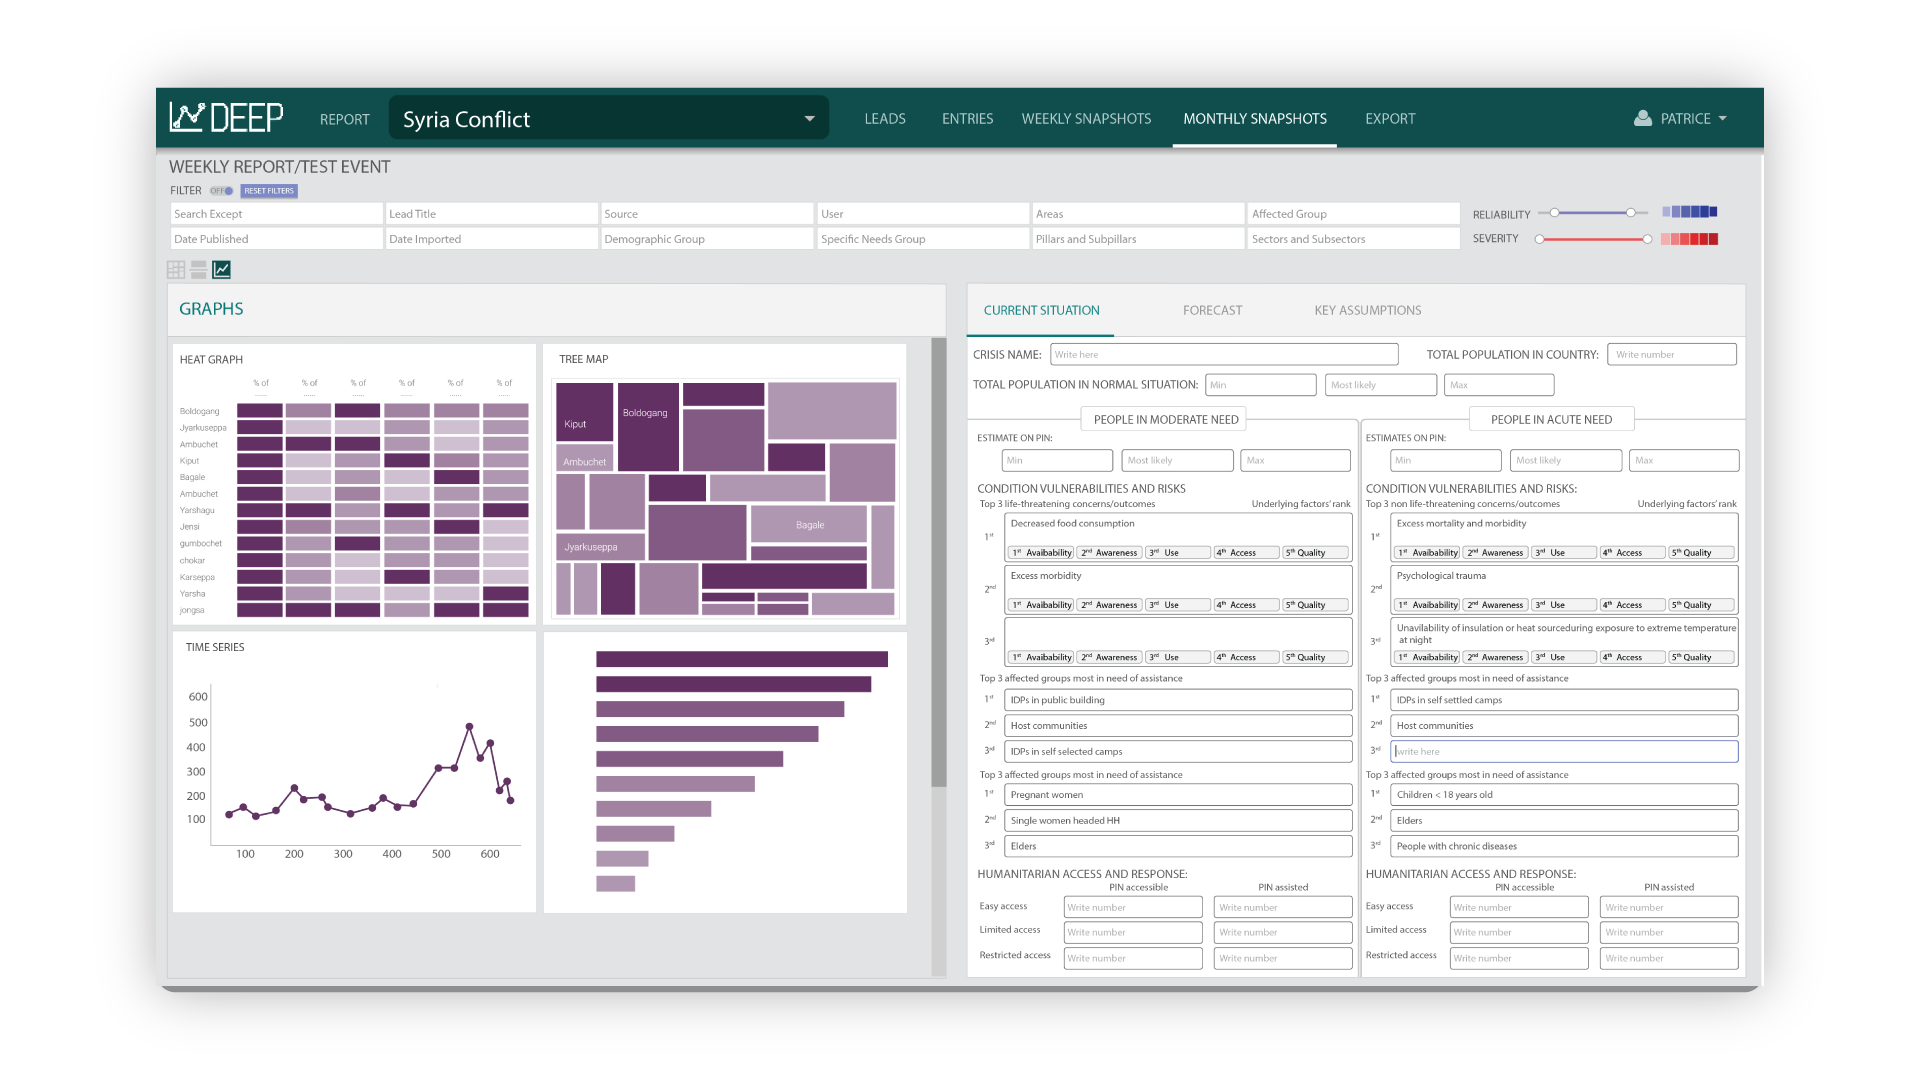 DEEP REPORT Syria Conflict LEADS ENTRIES WEEKLY SNAPSHOTS MONTHLY SNAPSHOTS EXPORT PATRICE
WEEKLY REPORT/TEST EVENT
FILTER OFF RESET FILTERS
Search Except Lead Title Source User Areas Affected Group RELIABILITY
Date Published Date Imported Demographic Group Specific Needs Group Pillars and Subpillars Sectors and Subsectors SEVERITY
GRAPHS
HEAT GRAPH
% of % of % of % of % of % of
...... ...... ...... ...... ...... ......
Boldogang
Jyarkuseppa
Ambuchet
Kiput
Bagale
Ambuchet
Yarshagu
Jensi
gumbochet
chokar
Karseppa
Yarsha
jongsa
TREE MAP
Kiput
Boldogang
Ambuchet
Bagale
Jyarkuseppa
TIME SERIES
600
500
400
300
200
100
100 200 300 400 500 600
CURRENT SITUATION FORECAST KEY ASSUMPTIONS
CRISIS NAME: Write here TOTAL POPULATION IN COUNTRY: Write number
TOTAL POPULATION IN NORMAL SITUATION: Min Most likely Max
PEOPLE IN MODERATE NEED
ESTIMATE ON PIN:
Min Most likely Max
CONDITION VULNERABILITIES AND RISKS
Top 3 life-threatening concerns/outcomes Underlying factors' rank
1st Decreased food consumption
1st Avaibability 2nd Awareness 3rd Use 4th Access 5th Quality
2nd Excess morbidity
1st Avaibability 2nd Awareness 3rd Use 4th Access 5th Quality
3rd
1st Avaibability 2nd Awareness 3rd Use 4th Access 5th Quality
Top 3 affected groups most in need of assistance
1st IDPs in public building
2nd Host communities
3rd IDPs in self selected camps
Top 3 affected groups most in need of assistance
1st Pregnant women
2nd Single women headed HH
3rd Elders
HUMANITARIAN ACCESS AND RESPONSE:
PIN accessible PIN assisted
Easy access Write number Write number
Limited access Write number Write number
Restricted access Write number Write number
PEOPLE IN ACUTE NEED
ESTIMATES ON PIN:
Min Most likely Max
CONDITION VULNERABILITIES AND RISKS:
Top 3 non life-threatening concerns/outcomes Underlying factors' rank
1st Excess mortality and morbidity
1st Avaibability 2nd Awareness 3rd Use 4th Access 5th Quality
2nd Psychological trauma
1st Avaibability 2nd Awareness 3rd Use 4th Access 5th Quality
3rd Unavilability of insulation or heat sourceduring exposure to extreme temperature
at night
1st Avaibability 2nd Awareness 3rd Use 4th Access 5th Quality
Top 3 affected groups most in need of assistance
1st IDPs in self settled camps
2nd Host communities
3rd write here
Top 3 affected groups most in need of assistance
1st Children < 18 years old
2nd Elders
3rd People with chronic diseases
HUMANITARIAN ACCESS AND RESPONSE:
PIN accessible PIN assisted
Easy access Write number Write number
Limited access Write number Write number
Restricted access Write number Write number